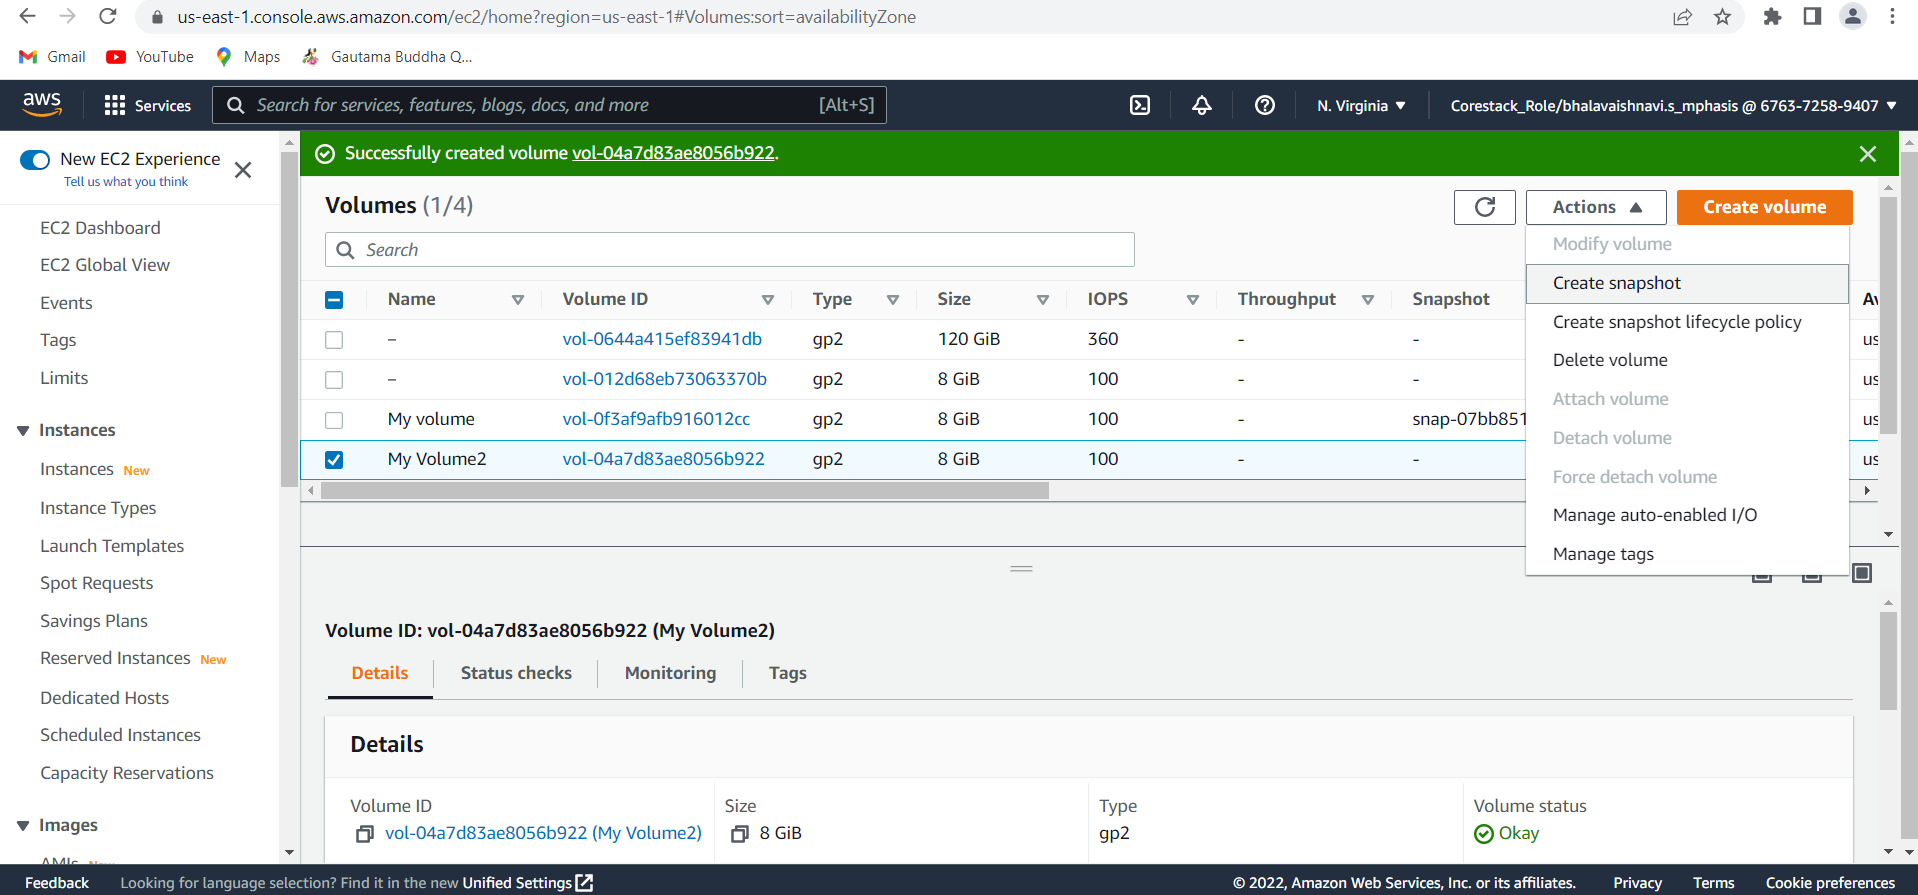 us-east-1.console.aws.amazon.com/ec2/home?region=us-east-1#Volumes:sort=availabilityZone
Gmail YouTube Maps Gautama Buddha Q...
aws Services Search for services, features, blogs, docs, and more [Alt+S] N. Virginia Corestack_Role/bhalavaishnavi.s_mphasis @ 6763-7258-9407
New EC2 Experience
Tell us what you think
EC2 Dashboard
EC2 Global View
Events
Tags
Limits
Instances
Instances New
Instance Types
Launch Templates
Spot Requests
Savings Plans
Reserved Instances New
Dedicated Hosts
Scheduled Instances
Capacity Reservations
Images
AMIs New
Successfully created volume vol-04a7d83ae8056b922.
Volumes (1/4)
Actions
Create volume
Search
Modify volume
Create snapshot
Create snapshot lifecycle policy
Delete volume
Attach volume
Detach volume
Force detach volume
Manage auto-enabled I/O
Manage tags
Name Volume ID Type Size IOPS Throughput Snapshot
– vol-0644a415ef83941db gp2 120 GiB 360 - - us
– vol-012d68eb73063370b gp2 8 GiB 100 - - us
My volume vol-0f3af9afb916012cc gp2 8 GiB 100 - snap-07bb851 us
My Volume2 vol-04a7d83ae8056b922 gp2 8 GiB 100 - - us
Volume ID: vol-04a7d83ae8056b922 (My Volume2)
Details Status checks Monitoring Tags
Details
Volume ID Size Type Volume status
vol-04a7d83ae8056b922 (My Volume2) 8 GiB gp2 Okay
Feedback Looking for language selection? Find it in the new Unified Settings © 2022, Amazon Web Services, Inc. or its affiliates. Privacy Terms Cookie preferences